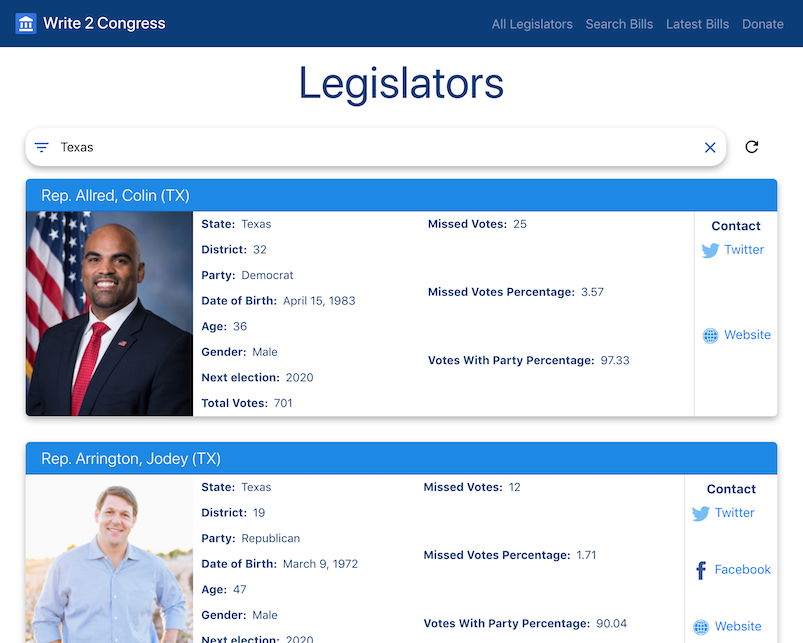 Write 2 Congress
All Legislators Search Bills Latest Bills Donate
Legislators
Texas
Rep. Allred, Colin (TX)
State: Texas
District: 32
Party: Democrat
Date of Birth: April 15, 1983
Age: 36
Gender: Male
Next election: 2020
Total Votes: 701
Missed Votes: 25
Missed Votes Percentage: 3.57
Votes With Party Percentage: 97.33
Contact
Twitter
Website
Rep. Arrington, Jodey (TX)
State: Texas
District: 19
Party: Republican
Date of Birth: March 9, 1972
Age: 47
Gender: Male
Next election: 2020
Missed Votes: 12
Missed Votes Percentage: 1.71
Votes With Party Percentage: 90.04
Contact
Twitter
Facebook
Website